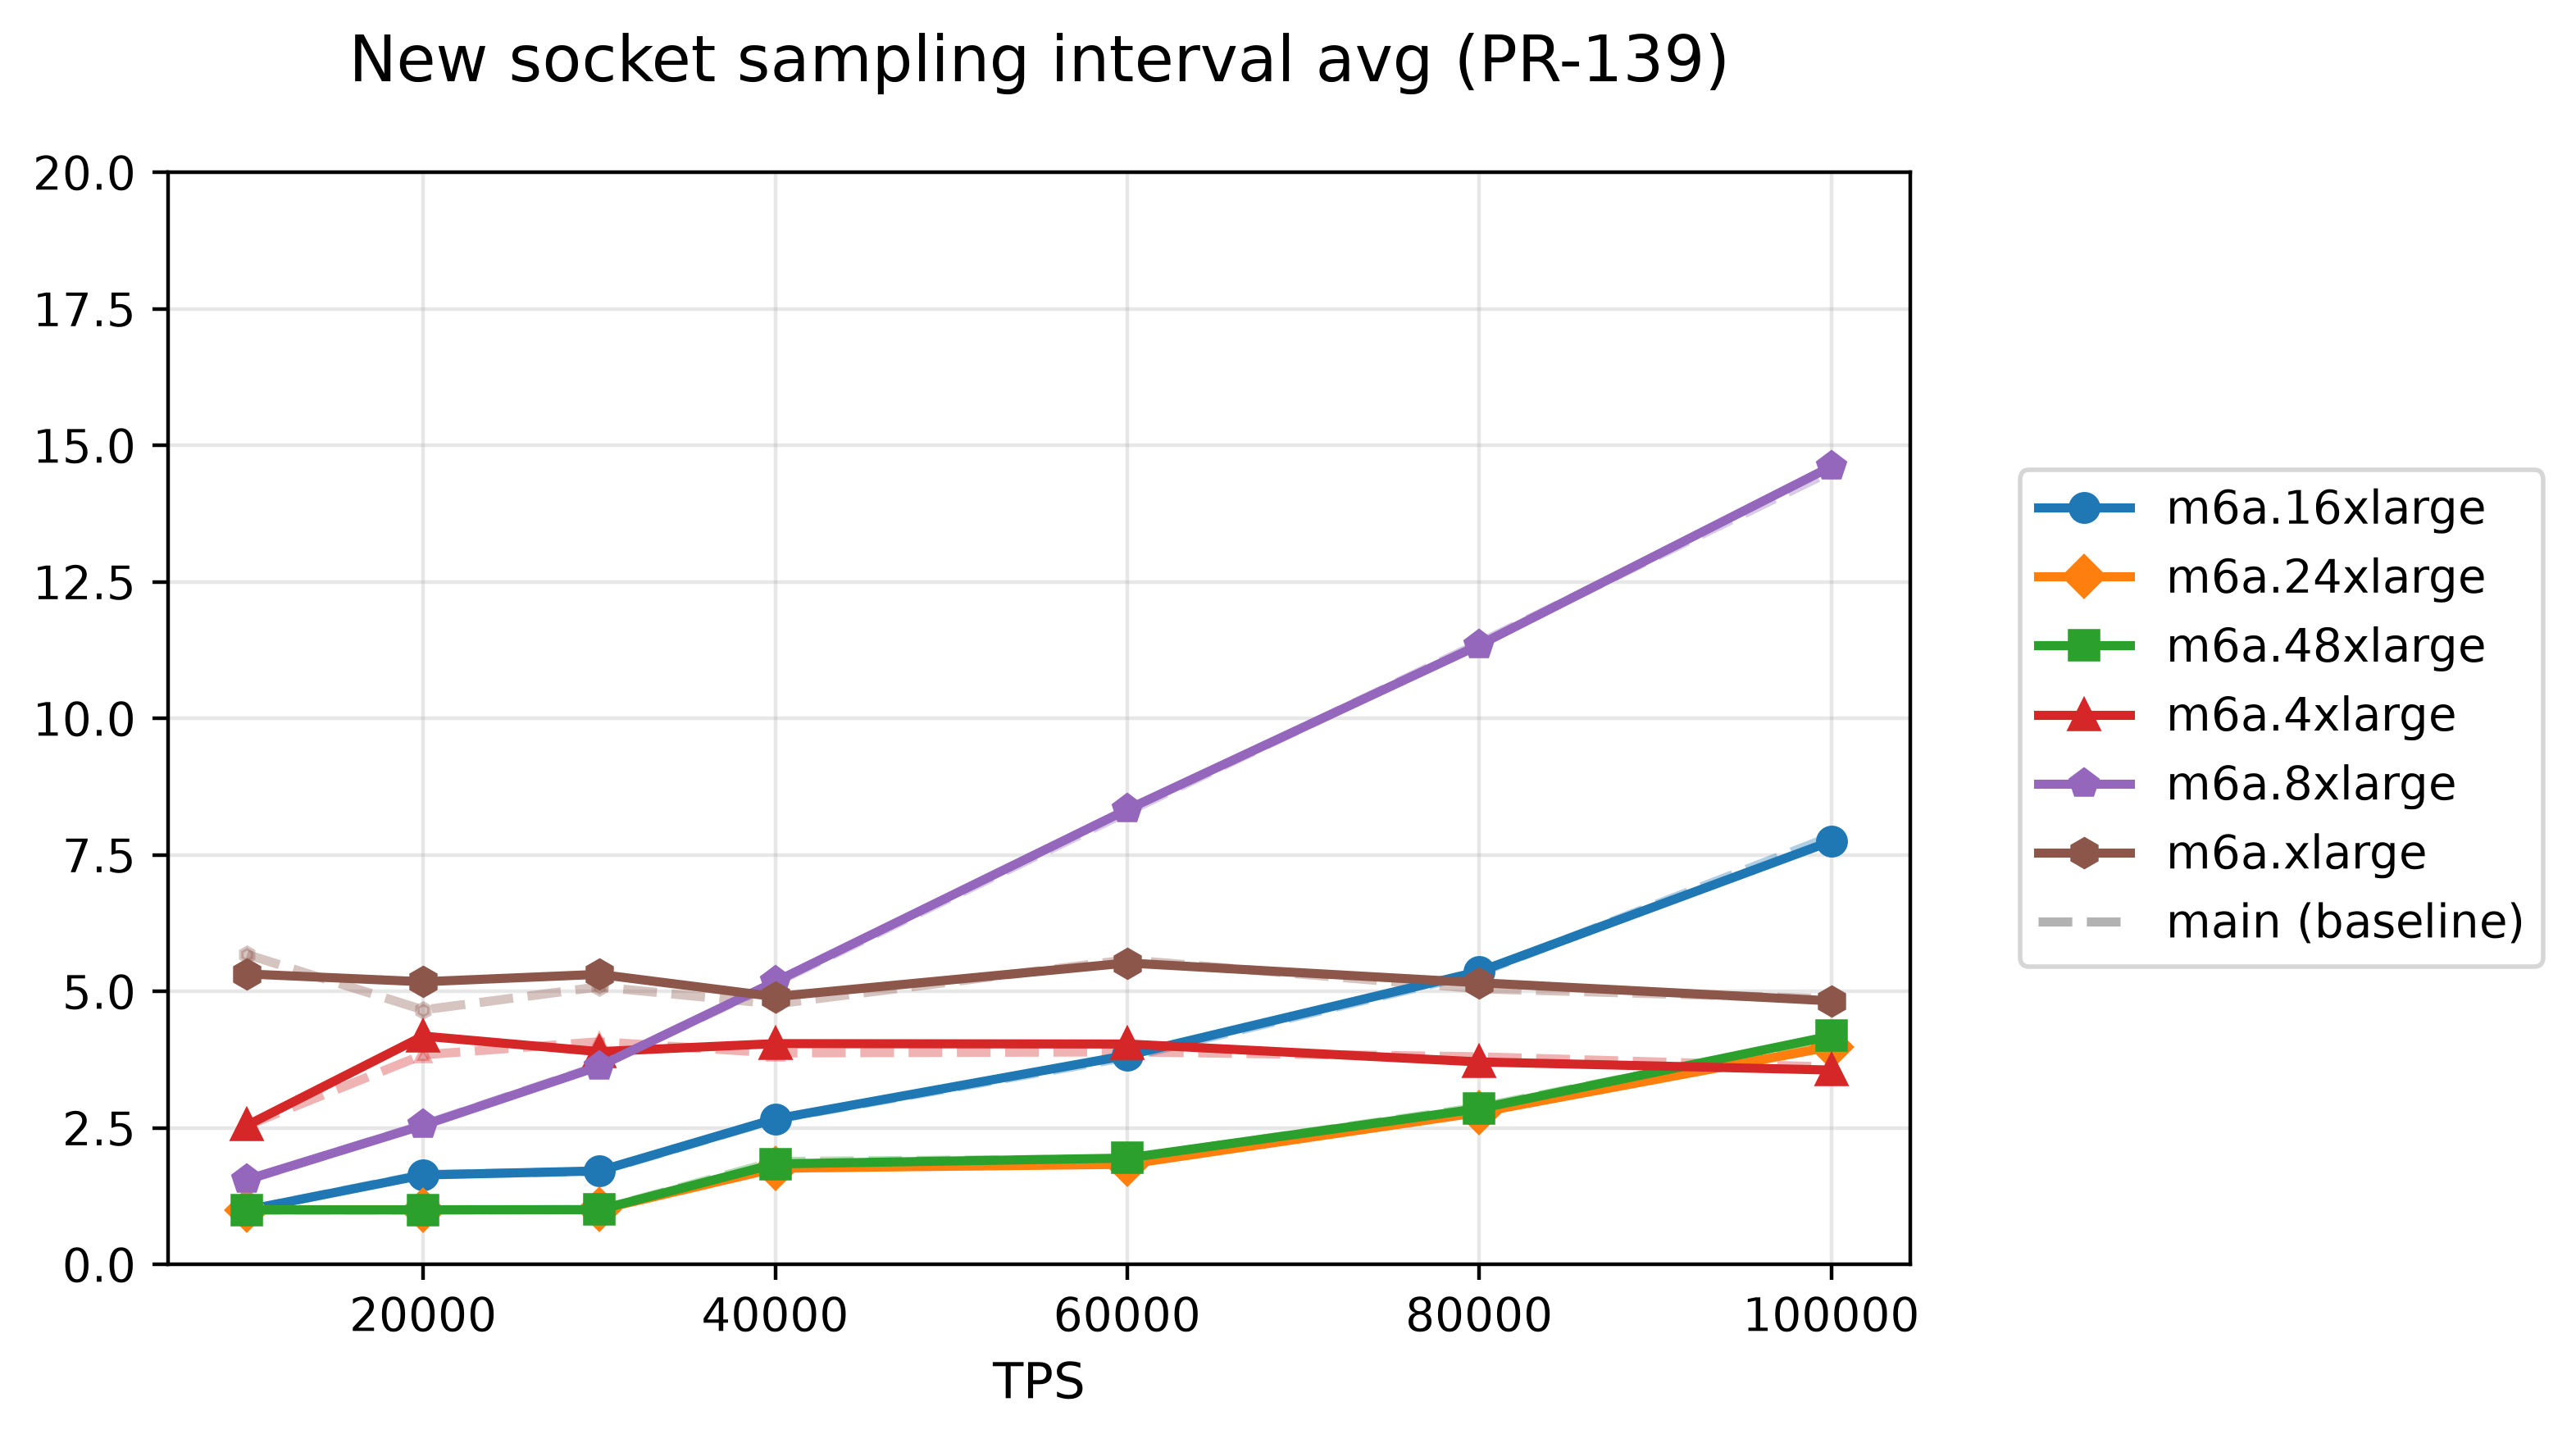 New socket sampling interval avg (PR-139)
20.0
17.5
15.0
12.5
10.0
7.5
5.0
2.5
0.0
20000 40000 60000 80000 100000
TPS
m6a.16xlarge
m6a.24xlarge
m6a.48xlarge
m6a.4xlarge
m6a.8xlarge
m6a.xlarge
main (baseline)